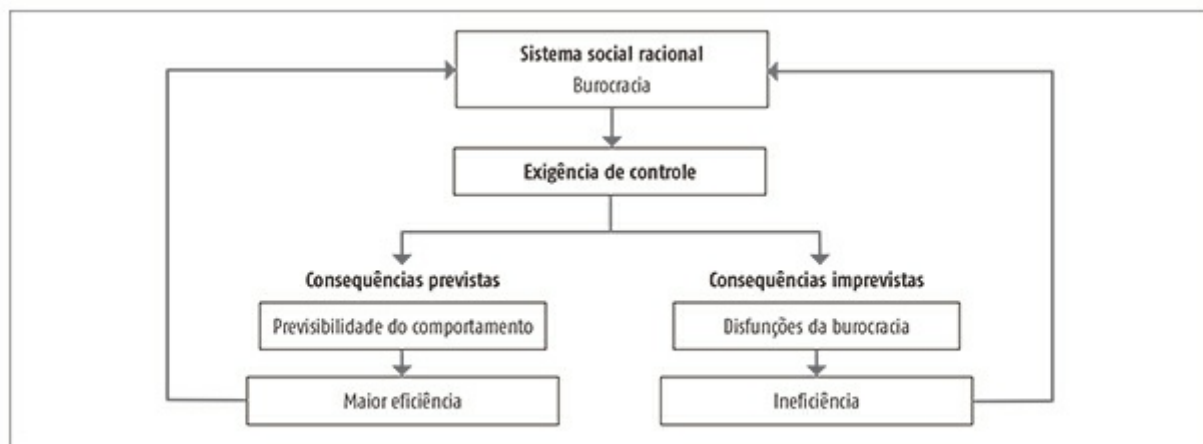 Sistema social racional
Burocracia
Exigência de controle
Consequências previstas
Consequências imprevistas
Previsibilidade do comportamento
Disfunções da burocracia
Maior eficiência
Ineficiência